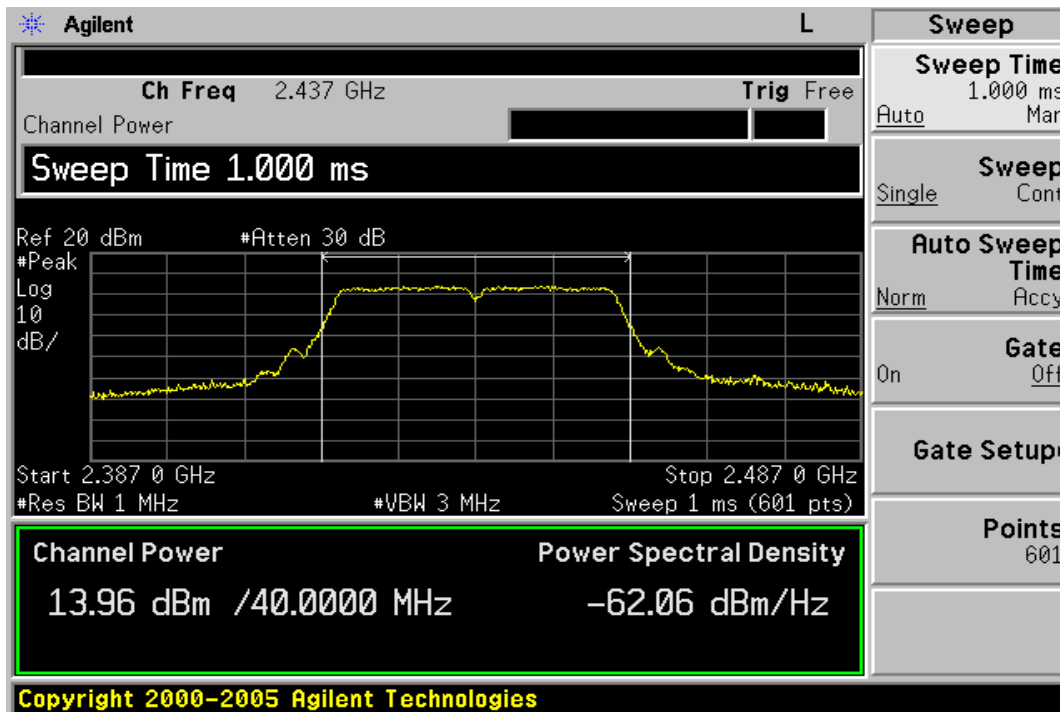 Agilent L Sweep
Ch Freq 2.437 GHz Trig Free
Channel Power
Sweep Time 1.000 ms
Ref 20 dBm #Atten 30 dB
#Peak
Log
10
dB/
Start 2.387 0 GHz Stop 2.487 0 GHz
#Res BW 1 MHz #VBW 3 MHz Sweep 1 ms (601 pts)
Channel Power Power Spectral Density
13.96 dBm /40.0000 MHz -62.06 dBm/Hz
Copyright 2000-2005 Agilent Technologies
Sweep Time
1.000 ms
Auto Man
Sweep
Single Cont
Auto Sweep
Time
Norm Accy
Gate
On Off
Gate Setup
Points
601